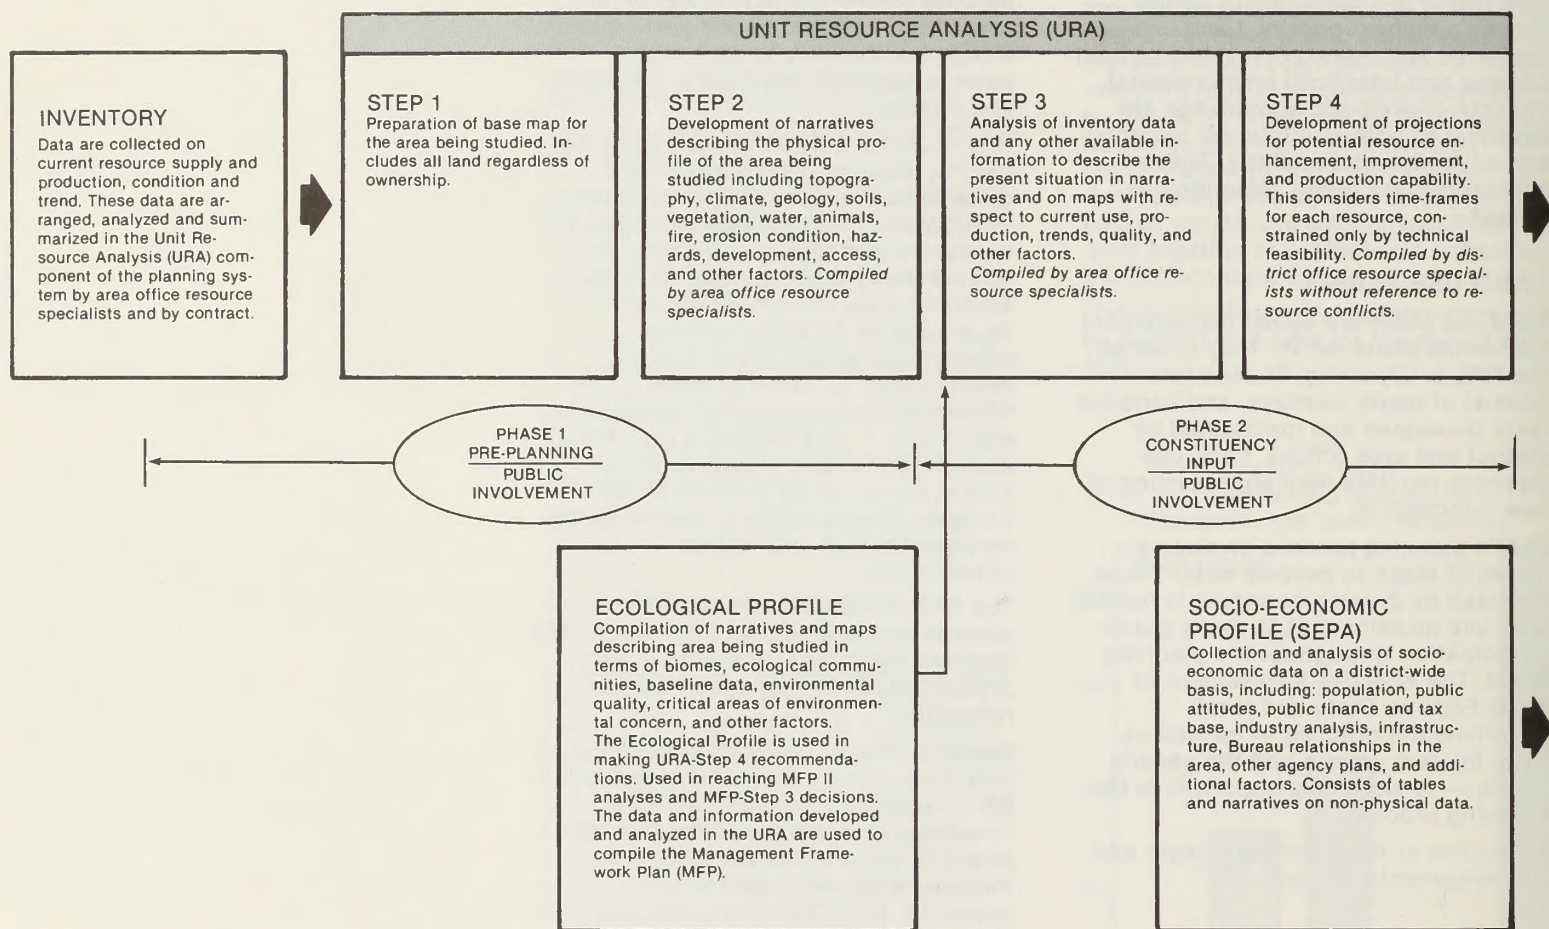 UNIT RESOURCE ANALYSIS (URA)
INVENTORY
Data are collected on
current resource supply and
production, condition and
trend. These data are ar-
ranged, analyzed and sum-
marized in the Unit Re-
source Analysis (URA) com-
ponent of the planning sys-
tem by area office resource
specialists and by contract.
STEP 1
Preparation of base map for
the area being studied. In-
cludes all land regardless of
ownership.
STEP 2
Development of narratives
describing the physical pro-
file of the area being
studied including topogra-
phy, climate, geology, soils,
vegetation, water, animals,
fire, erosion condition, haz-
ards, development, access,
and other factors. Compiled
by area office resource
specialists.
STEP 3
Analysis of inventory data
and any other available in-
formation to describe the
present situation in narra-
tives and on maps with re-
spect to current use, pro-
duction, trends, quality, and
other factors.
Compiled by area office re-
source specialists.
STEP 4
Development of projections
for potential resource en-
hancement, improvement,
and production capability.
This considers time-frames
for each resource, con-
strained only by technical
feasibility. Compiled by dis-
trict office resource special-
ists without reference to re-
source conflicts.
PHASE 1
PRE-PLANNING
PUBLIC
INVOLVEMENT
PHASE 2
CONSTITUENCY
INPUT
PUBLIC
INVOLVEMENT
ECOLOGICAL PROFILE
Compilation of narratives and maps
describing area being studied in
terms of biomes, ecological commu-
nities, baseline data, environmental
quality, critical areas of environmen-
tal concern, and other factors.
The Ecological Profile is used in
making URA-Step 4 recommenda-
tions. Used in reaching MFP II
analyses and MFP-Step 3 decisions.
The data and information developed
and analyzed in the URA are used to
compile the Management Frame-
work Plan (MFP).
SOCIO-ECONOMIC
PROFILE (SEPA)
Collection and analysis of socio-
economic data on a district-wide
basis, including: population, public
attitudes, public finance and tax
base, industry analysis, infrastruc-
ture, Bureau relationships in the
area, other agency plans, and addi-
tional factors. Consists of tables
and narratives on non-physical data.